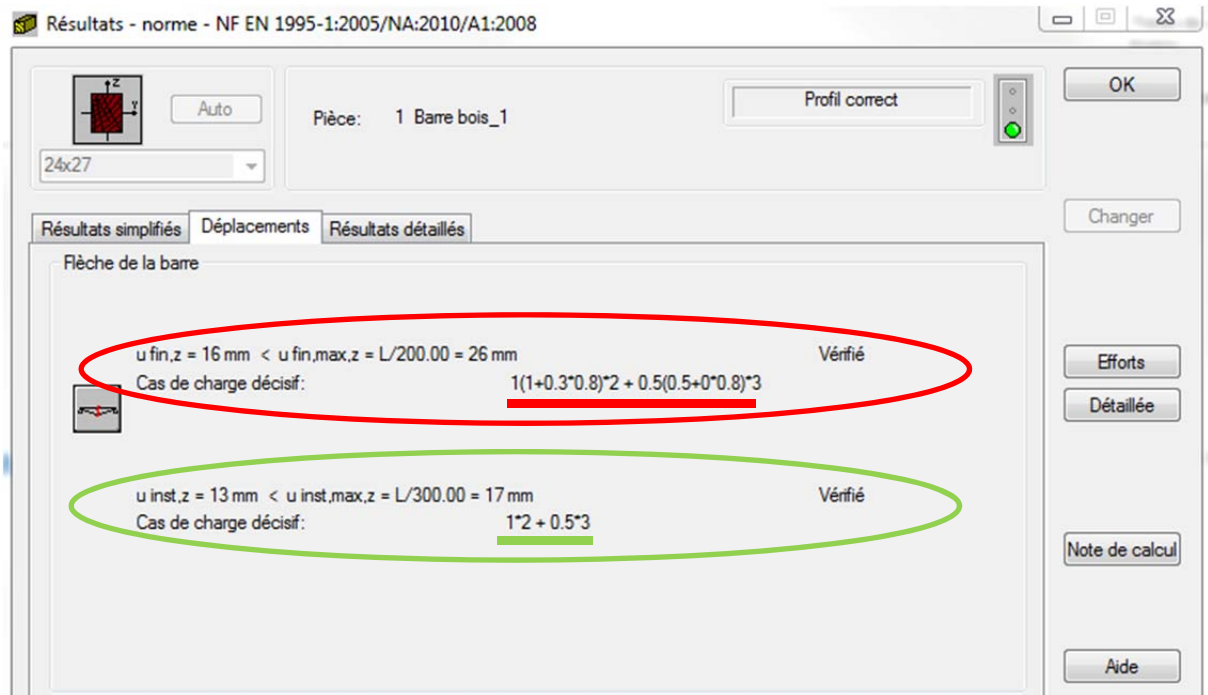 Résultats - norme - NF EN 1995-1:2005/NA:2010/A1:2008
Z
Y
Auto
24x27
Pièce: 1 Barre bois_1
Profil correct
OK
Changer
Résultats simplifiés Déplacements Résultats détaillés
Flèche de la barre
u fin,z = 16 mm < u fin,max,z = L/200.00 = 26 mm Vérifié
Cas de charge décisif: 1(1+0.3*0.8)*2 + 0.5(0.5+0*0.8)*3
u inst,z = 13 mm < u inst,max,z = L/300.00 = 17 mm Vérifié
Cas de charge décisif: 1*2 + 0.5*3
Efforts
Détaillée
Note de calcul
Aide